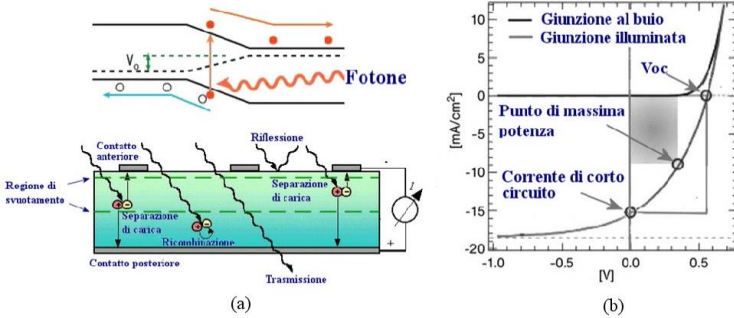 V₀
Fotone
Contatto
anteriore
Riflessione
Regione di
svuotamento
Separazione
di carica
Separazione
di carica
Ricombinazione
I
+
Contatto posteriore
Trasmissione
(a)
Giunzione al buio
Giunzione illuminata
Voc
Punto di massima
potenza
Corrente di corto
circuito
[mA/cm²]
10
5
0
-5
-10
-15
-20
-1.0
-0.5
0.0
0.5
[V]
(b)